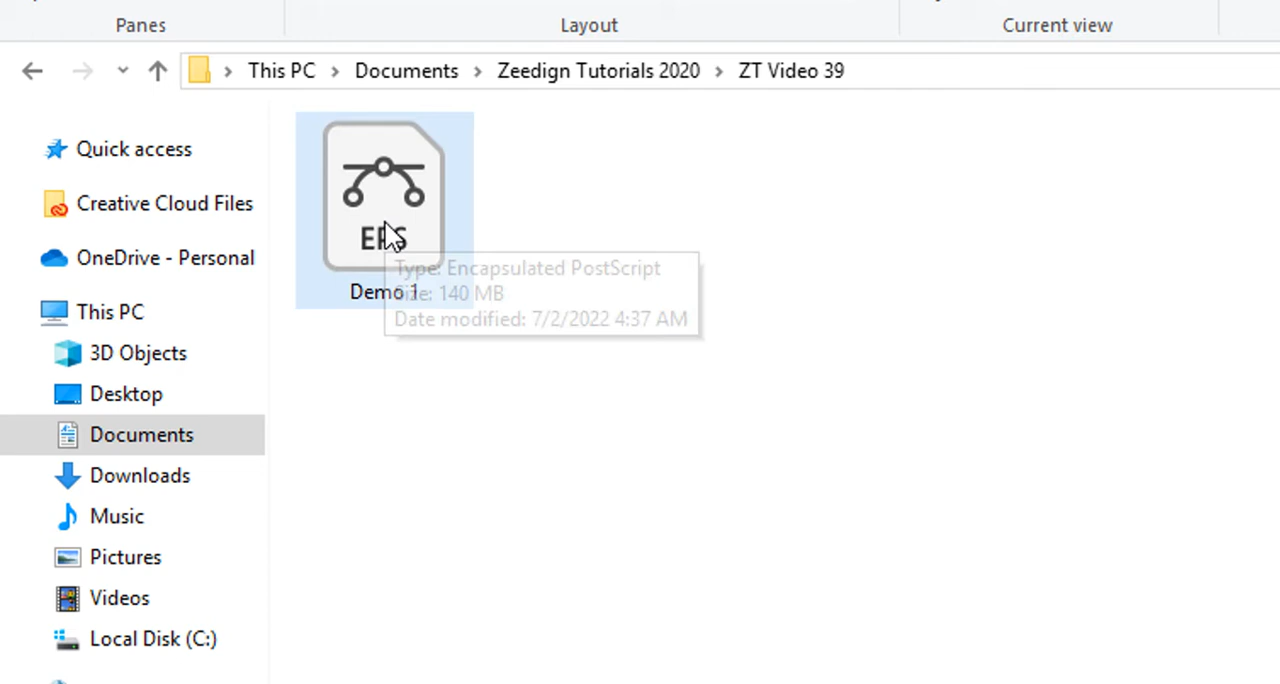 Panes
Layout
Current view
This PC
Documents
Zeedign Tutorials 2020
ZT Video 39
Quick access
Creative Cloud Files
OneDrive - Personal
This PC
3D Objects
Desktop
Documents
Downloads
Music
Pictures
Videos
Local Disk (C:)
EPS
Demo 1
Type: Encapsulated PostScript
Size: 140 MB
Date modified: 7/2/2022 4:37 AM